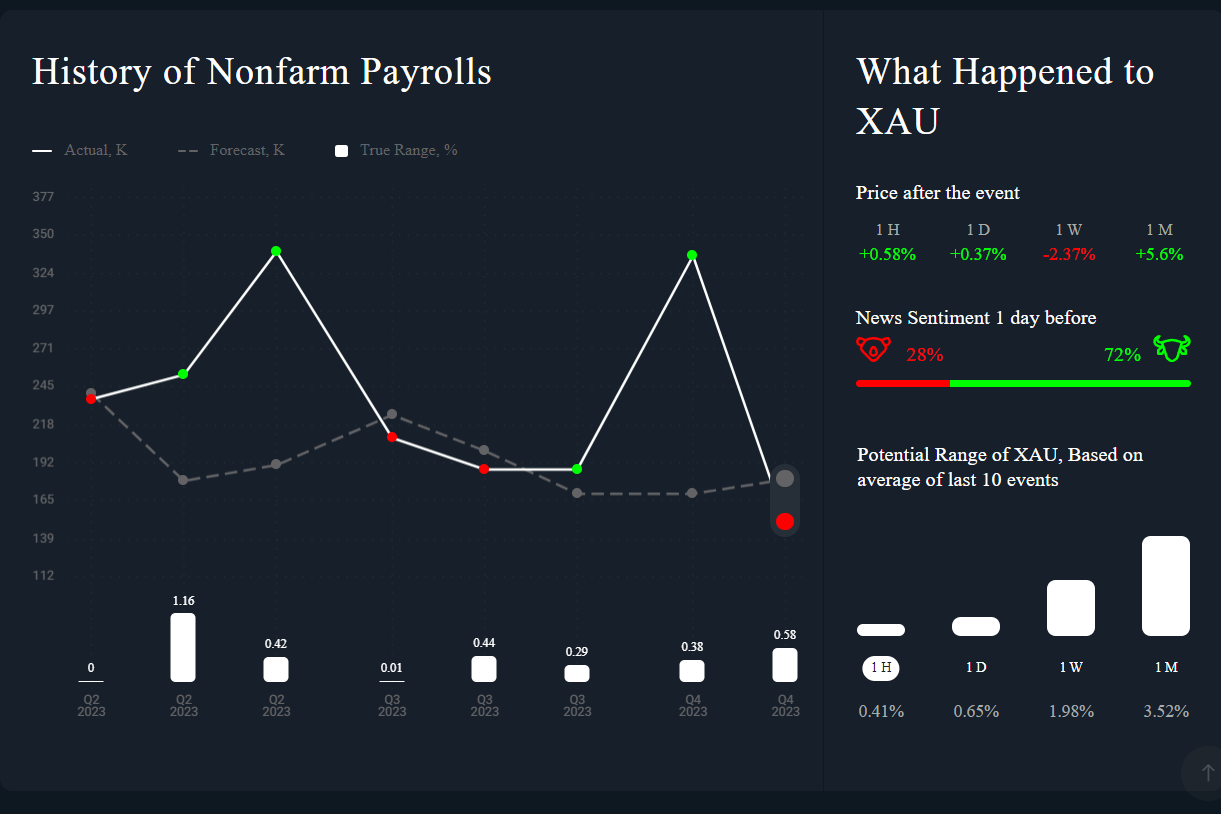 History of Nonfarm Payrolls
Actual, K
Forecast, K
True Range, %
377
350
324
297
271
245
218
192
165
139
112
0
1.16
0.42
0.01
0.44
0.29
0.38
0.58
Q2
2023
Q2
2023
Q2
2023
Q3
2023
Q3
2023
Q3
2023
Q4
2023
Q4
2023
What Happened to
XAU
Price after the event
1 H 1 D 1 W 1 M
+0.58% +0.37% -2.37% +5.6%
News Sentiment 1 day before
28% 72%
Potential Range of XAU, Based on
average of last 10 events
1 H 1 D 1 W 1 M
0.41% 0.65% 1.98% 3.52%